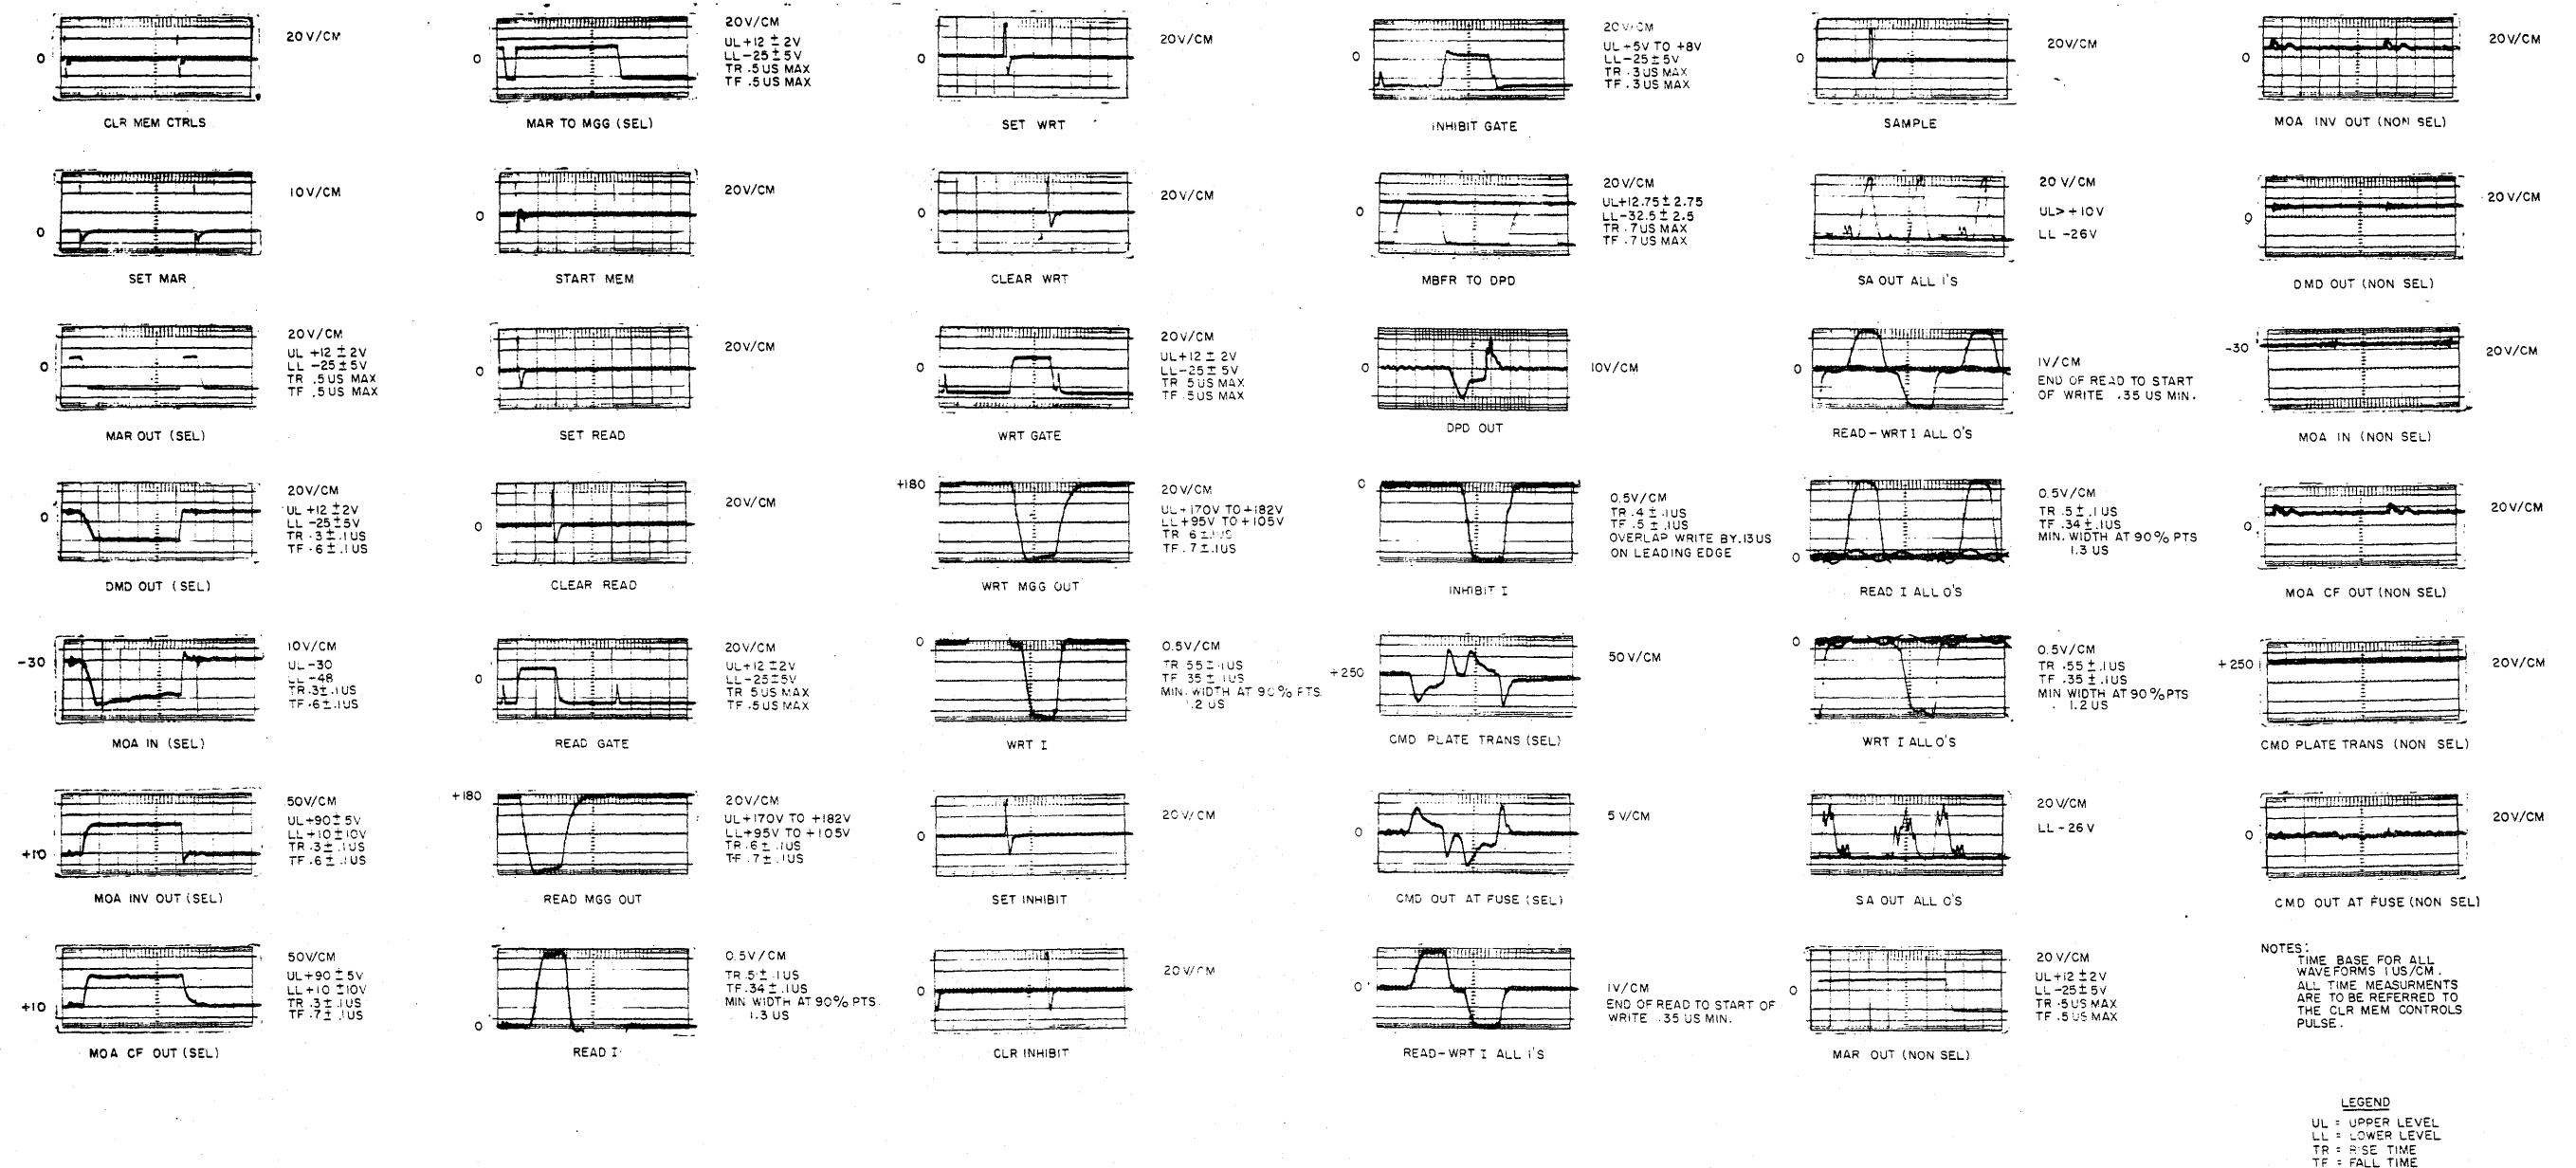 0
20V/CM
CLR MEM CTRLS
10V/CM
0
SET MAR
20V/CM
UL +12 ± 2V
LL -25 ± 5V
TR .5US MAX
TF .5US MAX
0
MAR OUT (SEL)
20V/CM
UL +12 ± 2V
LL -25 ± 5V
TR .3 ± .1US
TF .6 ± .1US
0
DMD OUT (SEL)
-30
10V/CM
UL -30
LL -48
TR .3 ± .1US
TF .6 ± .1US
MOA IN (SEL)
50V/CM
UL +90 ± 5V
LL +10 ± 10V
TR .3 ± .1US
TF .6 ± .1US
+10
MOA INV OUT (SEL)
50V/CM
UL +90 ± 5V
LL +10 ± 10V
TR .3 ± .1US
TF .7 ± .1US
+10
MOA CF OUT (SEL)
20V/CM
UL +12 ± 2V
LL -25 ± 5V
TR .5US MAX
TF .5US MAX
0
MAR TO MGG (SEL)
20V/CM
0
START MEM
20V/CM
0
SET READ
20V/CM
0
CLEAR READ
20V/CM
UL +12 ± 2V
LL -25 ± 5V
TR 5US MAX
TF .5US MAX
0
READ GATE
+180
20V/CM
UL +170V TO +182V
LL +95V TO +105V
TR .6 ± .1US
TF .7 ± .1US
READ MGG OUT
0.5V/CM
TR .5 ± .1US
TF .34 ± .1US
MIN WIDTH AT 90% PTS.
1.3 US
0
READ I
20V/CM
0
SET WRT
20V/CM
0
CLEAR WRT
20V/CM
UL +12 ± 2V
LL -25 ± 5V
TR 5US MAX
TF .5US MAX
0
WRT GATE
+180
20V/CM
UL +170V TO +182V
LL +95V TO +105V
TR 6 ± .1US
TF .7 ± .1US
WRT MGG OUT
0
0.5V/CM
TR 55 ± .1US
TF 35 ± .1US
MIN. WIDTH AT 90% PTS.
1.2 US
WRT I
20V/CM
0
SET INHIBIT
20V/CM
0
CLR INHIBIT
20V/CM
UL +5V TO +8V
LL -25 ± 5V
TR .3US MAX
TF .3US MAX
0
INHIBIT GATE
20V/CM
UL +12.75 ± 2.75
LL -32.5 ± 2.5
TR .7US MAX
TF .7US MAX
0
MBFR TO DPD
0
10V/CM
DPD OUT
0
0.5V/CM
TR .4 ± .1US
TF .5 ± .1US
OVERLAP WRITE BY .13US
ON LEADING EDGE
INHIBIT I
50V/CM
+250
CMD PLATE TRANS (SEL)
5V/CM
0
CMD OUT AT FUSE (SEL)
0
1V/CM
END OF READ TO START OF
WRITE .35 US MIN.
READ-WRT I ALL 1'S
20V/CM
0
SAMPLE
20 V/CM
UL > +10V
LL -26V
SA OUT ALL 1'S
1V/CM
0
END OF READ TO START
OF WRITE .35 US MIN.
READ-WRT I ALL 0'S
0.5V/CM
TR .5 ± .1US
TF .34 ± .1US
MIN. WIDTH AT 90% PTS
1.3 US
0
READ I ALL 0'S
0
0.5V/CM
TR .55 ± .1US
TF .35 ± .1US
MIN WIDTH AT 90% PTS
1.2 US
WRT I ALL 0'S
20V/CM
LL -26 V
SA OUT ALL 0'S
20 V/CM
UL +12 ± 2V
LL -25 ± 5V
TR .5US MAX
TF .5US MAX
0
MAR OUT (NON SEL)
20V/CM
0
MOA INV OUT (NON SEL)
20V/CM
0
DMD OUT (NON SEL)
-30
20V/CM
MOA IN (NON SEL)
20V/CM
0
MOA CF OUT (NON SEL)
+250
20V/CM
CMD PLATE TRANS (NON SEL)
20V/CM
0
CMD OUT AT FUSE (NON SEL)
NOTES:
TIME BASE FOR ALL
WAVEFORMS 1US/CM.
ALL TIME MEASURMENTS
ARE TO BE REFERRED TO
THE CLR MEM CONTROLS
PULSE.
LEGEND
UL = UPPER LEVEL
LL = LOWER LEVEL
TR = RISE TIME
TF = FALL TIME